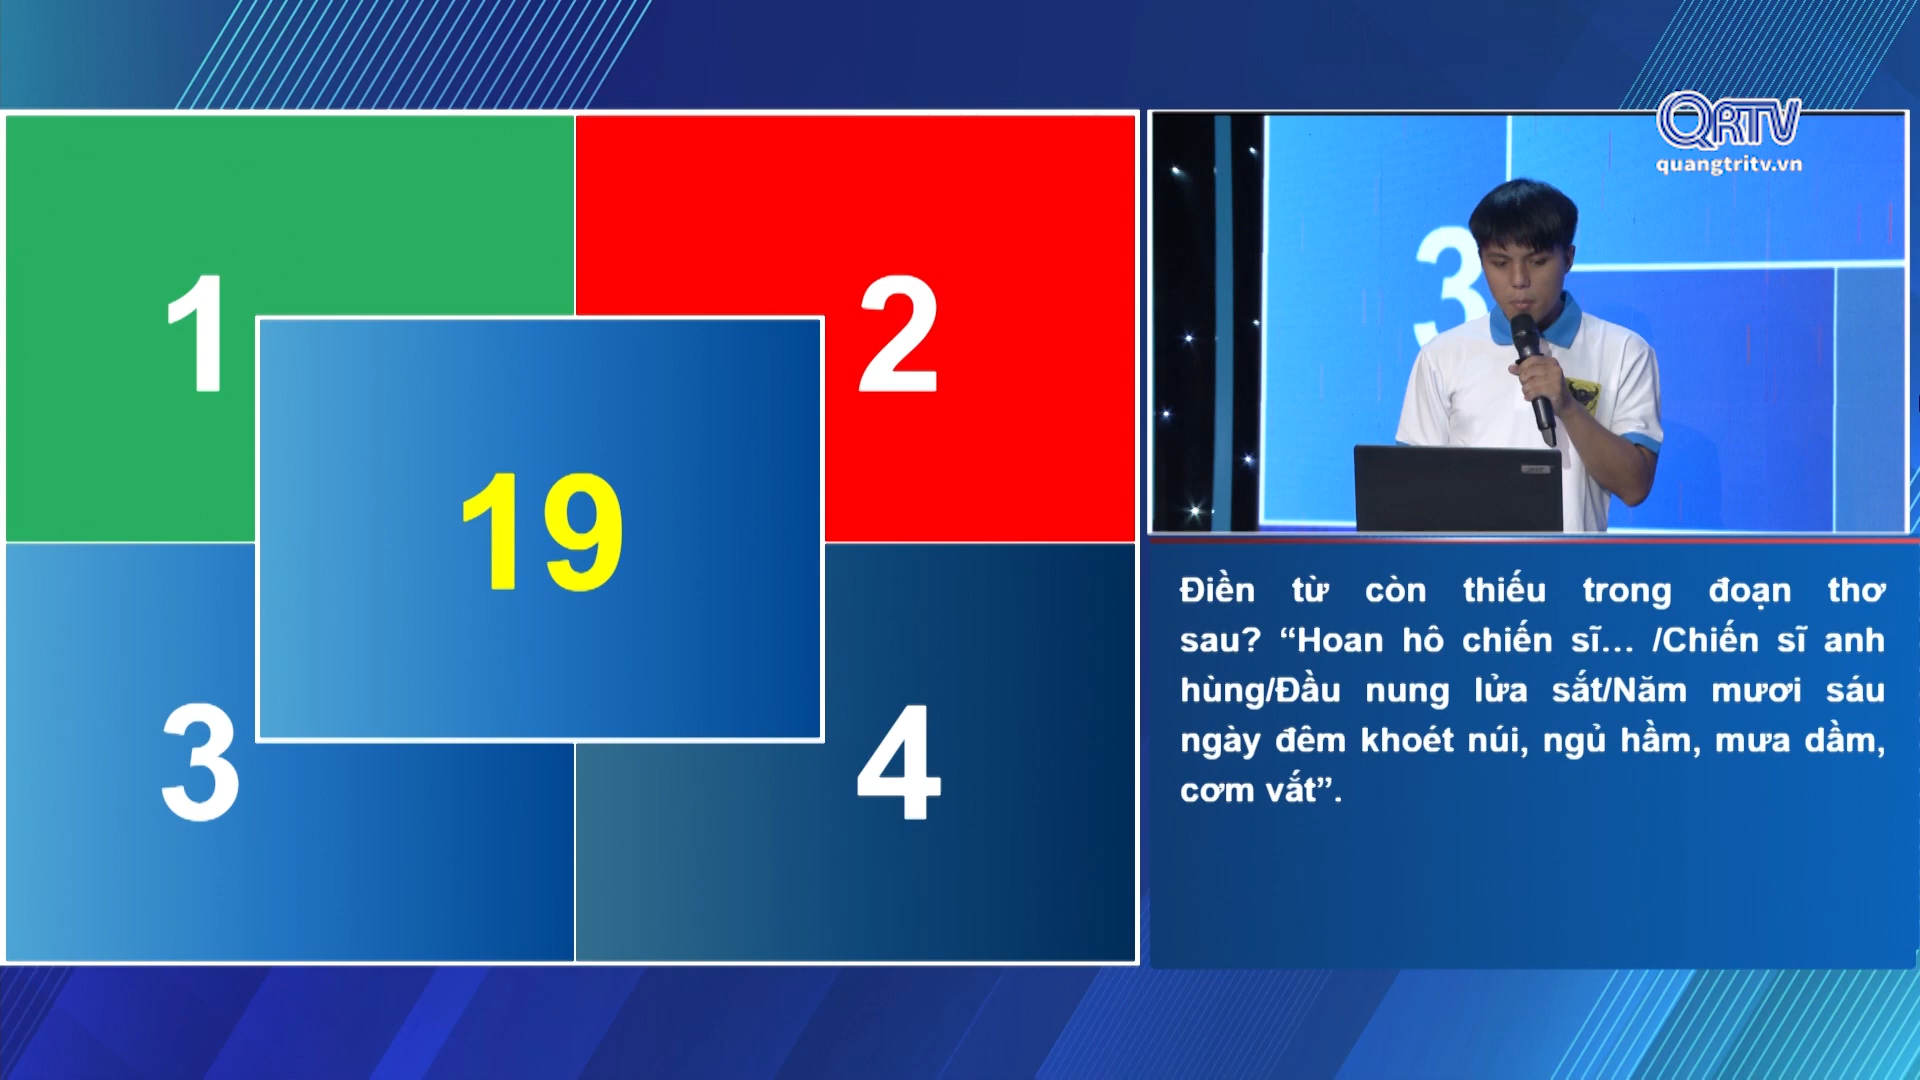 1
2
19
3
4
3
QRTV
quangtritv.vn
Điền từ còn thiếu trong đoạn thơ
sau? “Hoan hô chiến sĩ... /Chiến sĩ anh
hùng/Đầu nung lửa sắt/Năm mươi sáu
ngày đêm khoét núi, ngủ hầm, mưa dầm,
cơm vắt”.